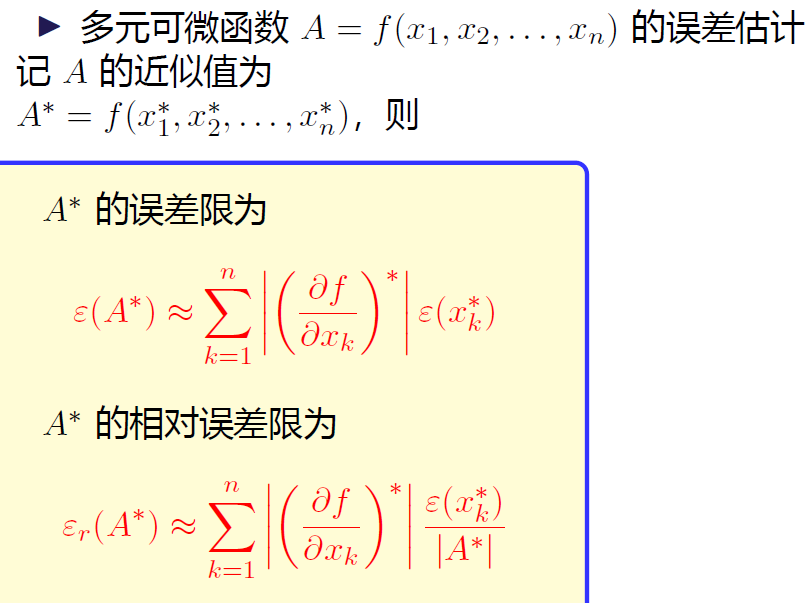 ▶ 多元可微函数 $A = f(x_1, x_2, \ldots, x_n)$ 的误差估计
记 $A$ 的近似值为
$A^* = f(x_1^*, x_2^*, \ldots, x_n^*)$，则
$A^*$ 的误差限为
$\varepsilon(A^*) \approx \sum_{k=1}^{n} \left| \left( \frac{\partial f}{\partial x_k} \right)^* \right| \varepsilon(x_k^*)$
$A^*$ 的相对误差限为
$\varepsilon_r(A^*) \approx \sum_{k=1}^{n} \left| \left( \frac{\partial f}{\partial x_k} \right)^* \right| \frac{\varepsilon(x_k^*)}{|A^*|}$